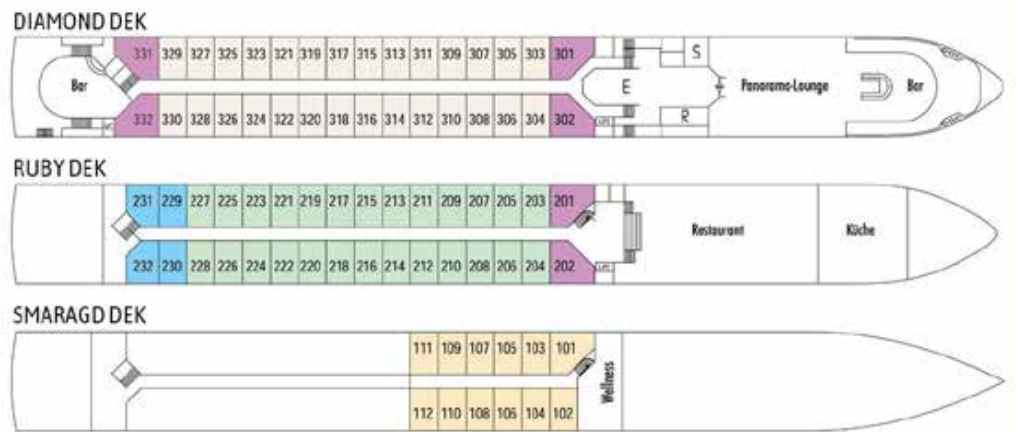 DIAMOND DEK
331 329 327 325 323 321 319 317 315 313 311 309 307 305 303 301
S
Bar E Panorama-Lounge Bar
R
332 330 328 326 324 322 320 318 316 314 312 310 308 306 304 302
RUBY DEK
231 229 227 225 223 221 219 217 215 213 211 209 207 205 203 201
Restaurant Küche
232 230 228 226 224 222 220 218 216 214 212 210 208 206 204 202
SMARAGD DEK
111 109 107 105 103 101
Wellness
112 110 108 106 104 102